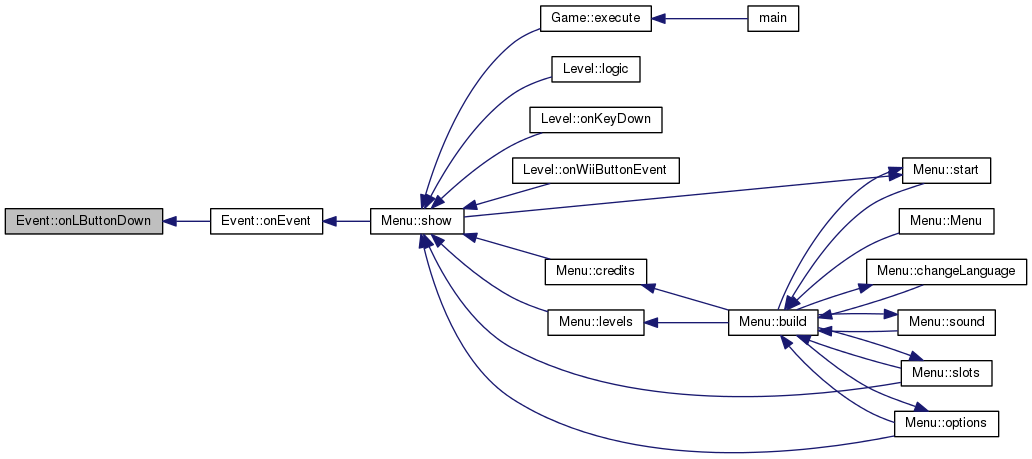 Game::execute
main
Level::logic
Level::onKeyDown
Level::onWiiButtonEvent
Menu::start
Event::onLButtonDown
Event::onEvent
Menu::show
Menu::Menu
Menu::credits
Menu::changeLanguage
Menu::levels
Menu::build
Menu::sound
Menu::slots
Menu::options